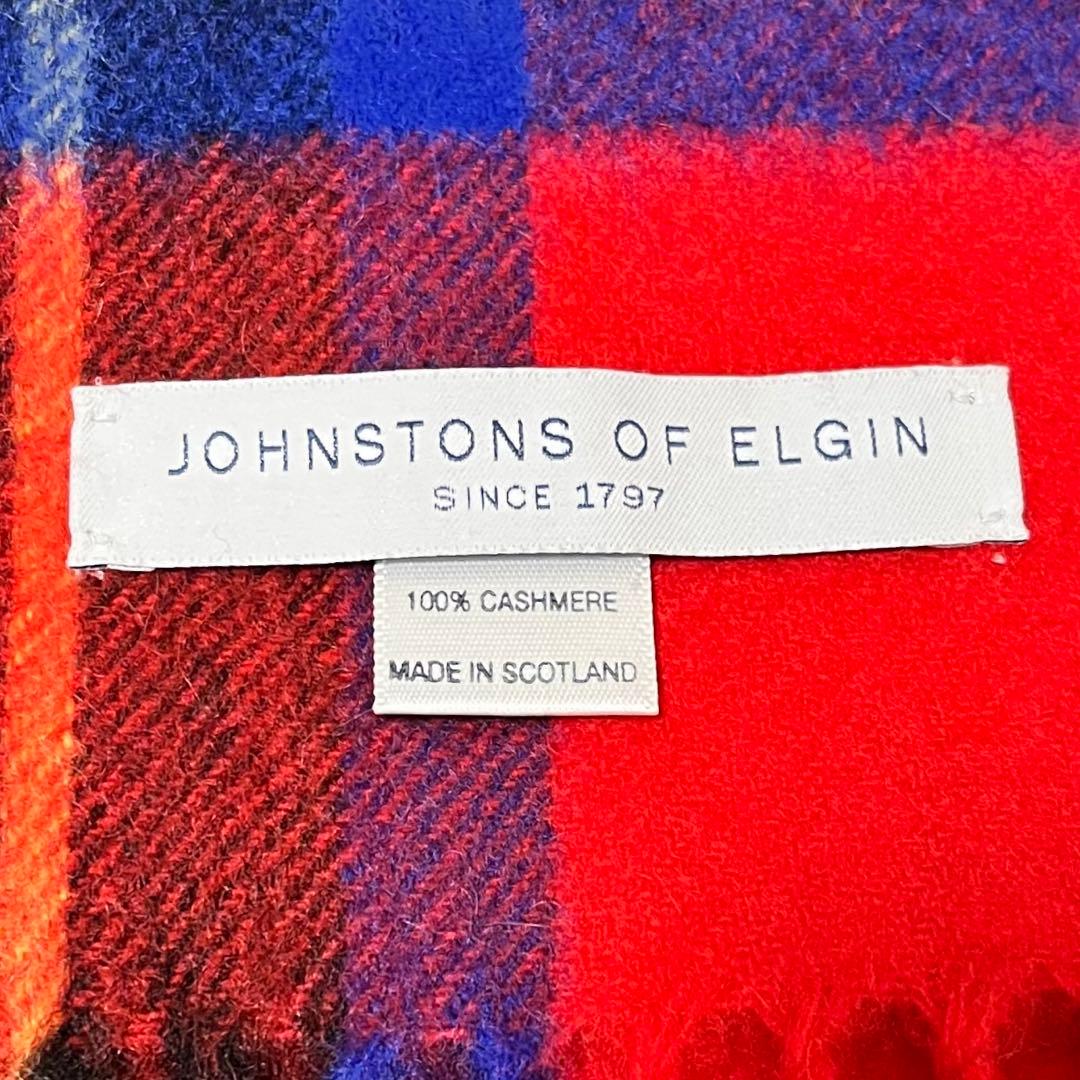 JOHNSTONS OF ELGIN
SINCE 1797
100% CASHMERE
MADE IN SCOTLAND